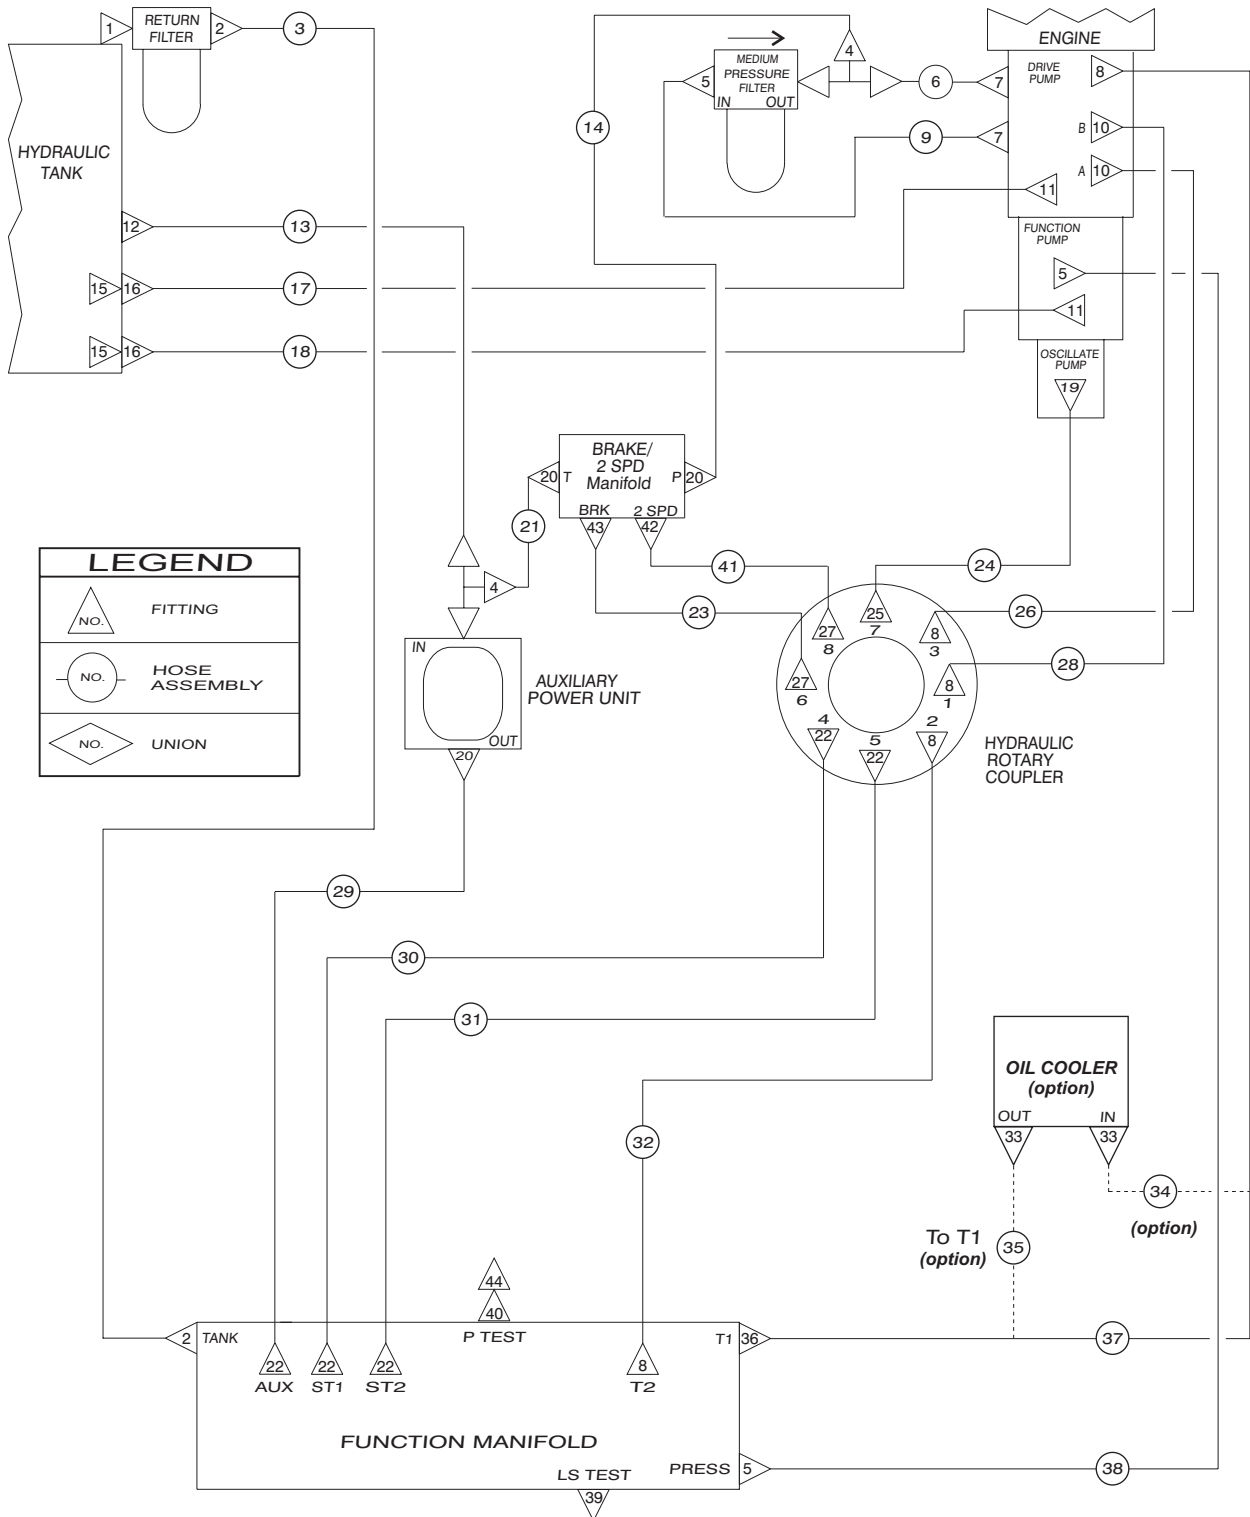 1
RETURN
FILTER
2
3
4
ENGINE
MEDIUM
PRESSURE
FILTER
IN
OUT
5
6
7
DRIVE
PUMP
8
14
9
7
B
10
A
10
HYDRAULIC
TANK
11
12
13
FUNCTION
PUMP
5
15
16
17
11
15
16
18
OSCILLATE
PUMP
19
BRAKE/
2 SPD
Manifold
20
T
P
20
BRK
2 SPD
43
42
21
41
24
23
26
4
LEGEND
NO.
FITTING
NO.
HOSE
ASSEMBLY
NO.
UNION
25
7
27
8
8
3
28
27
6
8
1
4
22
5
22
2
8
HYDRAULIC
ROTARY
COUPLER
IN
OUT
AUXILIARY
POWER UNIT
20
29
30
31
32
OIL COOLER
(option)
OUT
IN
33
33
34
(option)
To T1
(option)
35
44
40
P TEST
2
TANK
T1
36
37
22
AUX
22
ST1
22
ST2
8
T2
FUNCTION MANIFOLD
PRESS
5
38
LS TEST
39